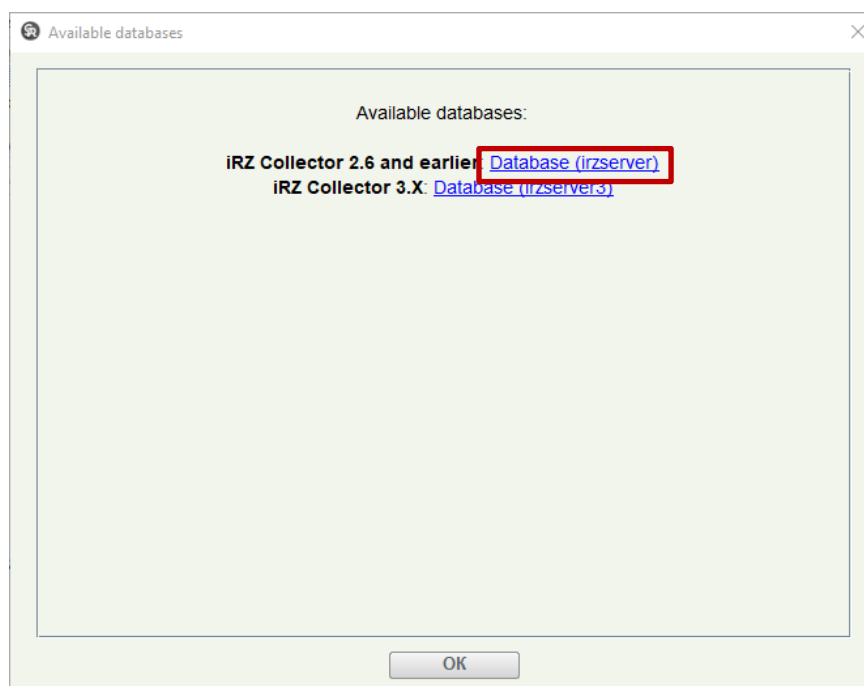 Available databases
Available databases:
iRZ Collector 2.6 and earlier: Database (irzserver)
iRZ Collector 3.X: Database (irzserver3)
OK